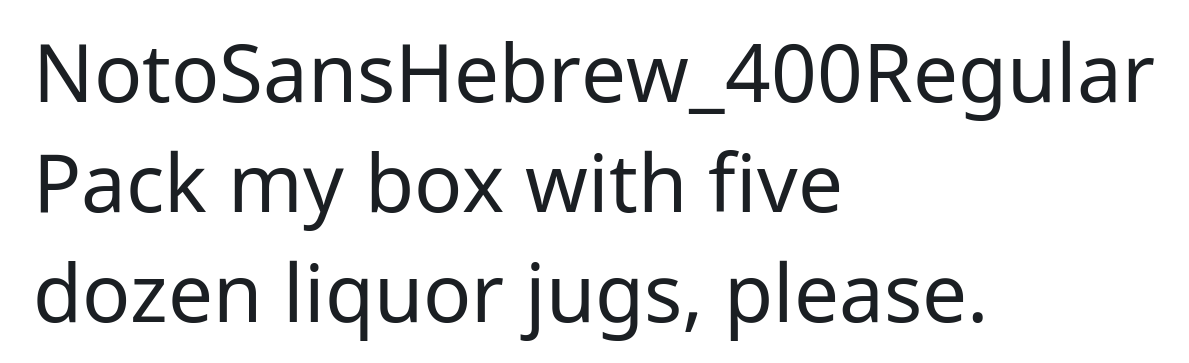 NotoSansHebrew_400Regular
Pack my box with five
dozen liquor jugs, please.